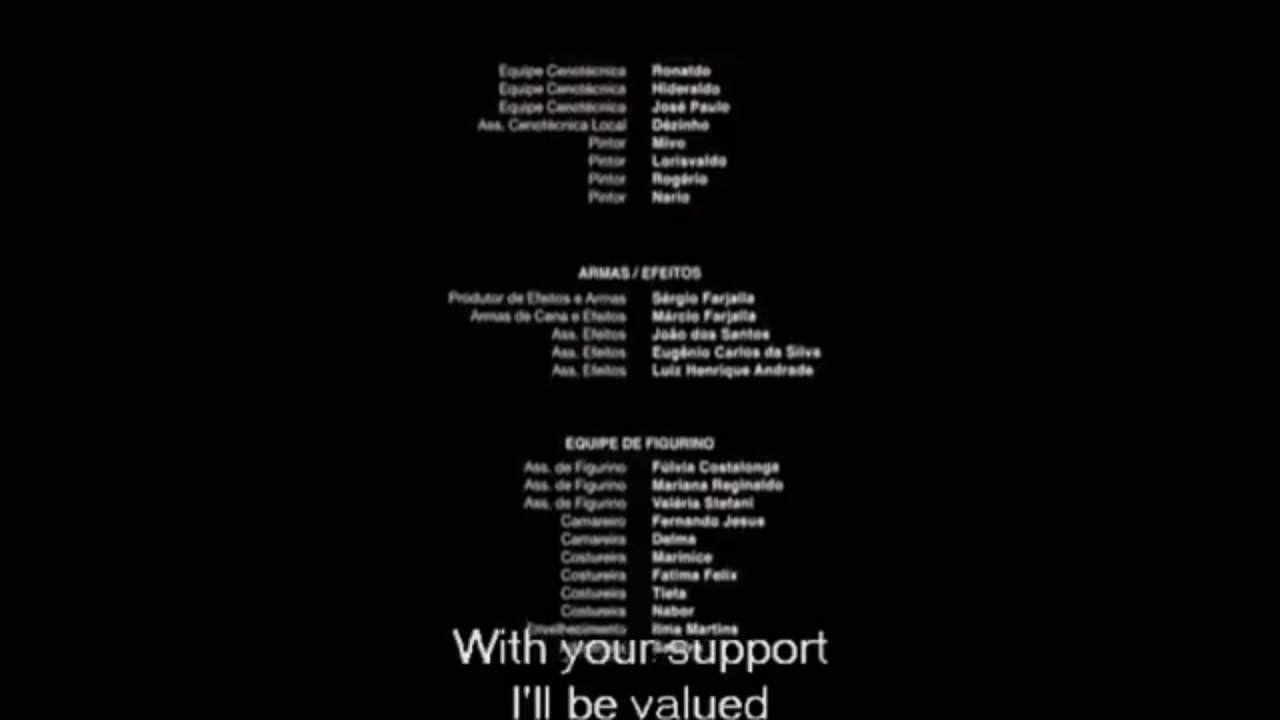 Equipe Cenotécnica Ronaldo
Equipe Cenotécnica Hideraldo
Equipe Cenotécnica José Paulo
Ass. Cenotécnica Local Dézinho
Pintor Mivo
Pintor Lorisvaldo
Pintor Rogério
Pintor Nario
ARMAS / EFEITOS
Produtor de Efeitos e Armas Sérgio Farjalla
Armas de Cena e Efeitos Márcio Farjalla
Ass. Efeitos João dos Santos
Ass. Efeitos Eugênio Carlos da Silva
Ass. Efeitos Luiz Henrique Andrade
EQUIPE DE FIGURINO
Ass. de Figurino Fúlvia Costalonga
Ass. de Figurino Mariana Reginaldo
Ass. de Figurino Valéria Stefani
Camareiro Fernando Jesus
Camareira Delma
Costureira Marinice
Costureira Fatima Felix
Costureira Tieta
Costureira Nabor
Envelhecimento Ilma Martins
With your support
I'll be valued